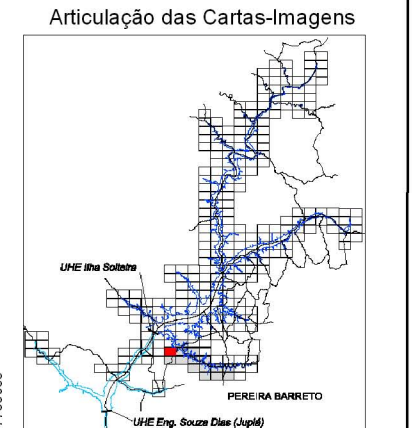 Articulação das Cartas-Imagens
UHE Ilha Solteira
PEREIRA BARRETO
UHE Eng. Souza Dias (Jupiá)